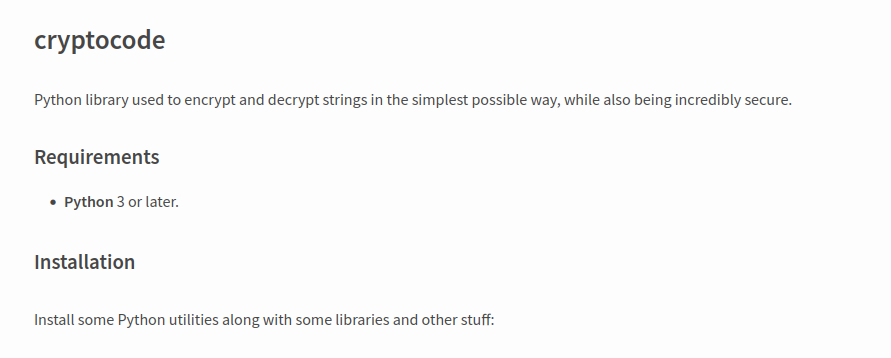 cryptocode
Python library used to encrypt and decrypt strings in the simplest possible way, while also being incredibly secure.
Requirements
• Python 3 or later.
Installation
Install some Python utilities along with some libraries and other stuff: